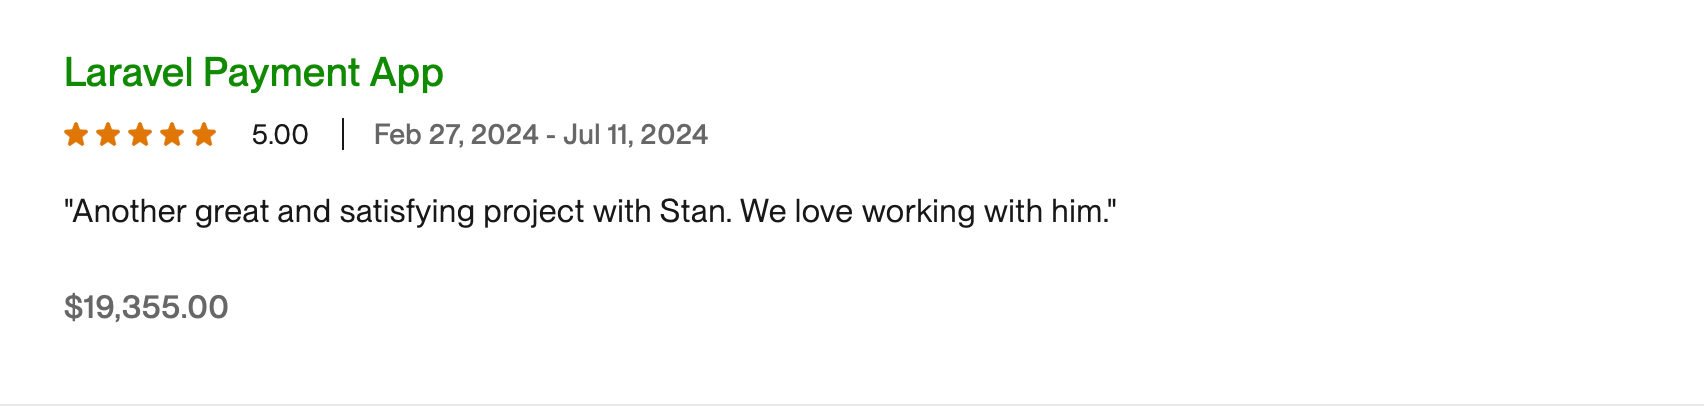 Laravel Payment App
5.00 | Feb 27, 2024 - Jul 11, 2024
"Another great and satisfying project with Stan. We love working with him."
$19,355.00